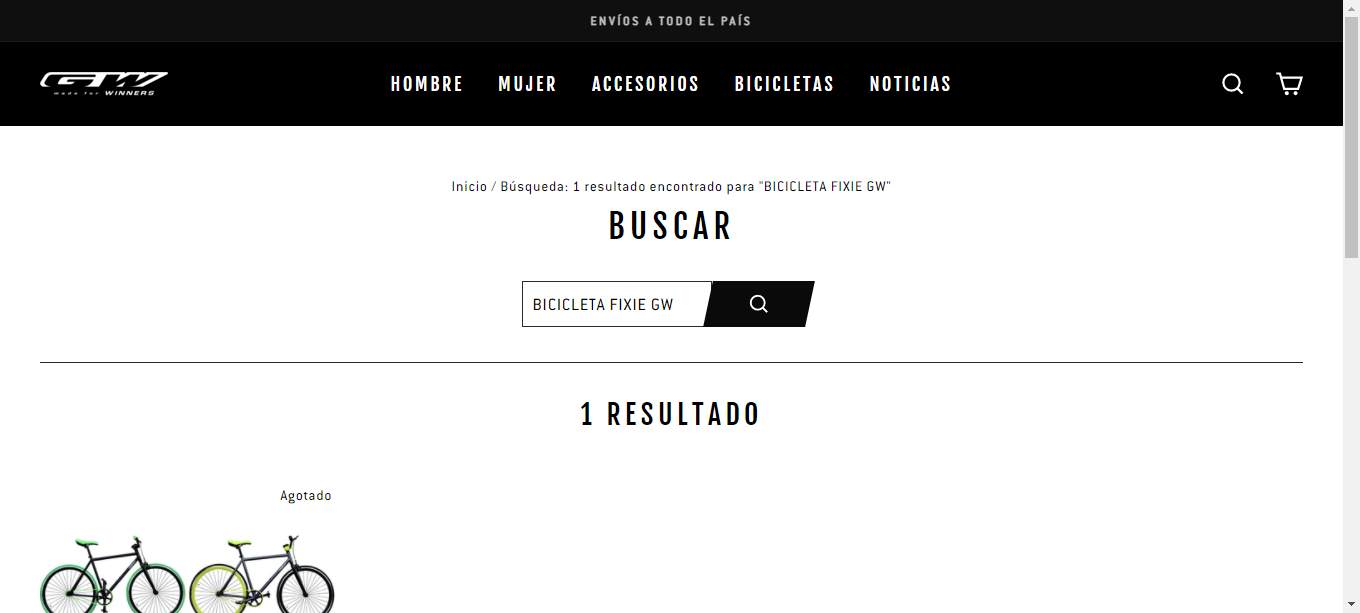 ENVÍOS A TODO EL PAÍS
GW
made for WINNERS
HOMBRE MUJER ACCESORIOS BICICLETAS NOTICIAS
Inicio / Búsqueda: 1 resultado encontrado para "BICICLETA FIXIE GW"
BUSCAR
BICICLETA FIXIE GW
1 RESULTADO
Agotado